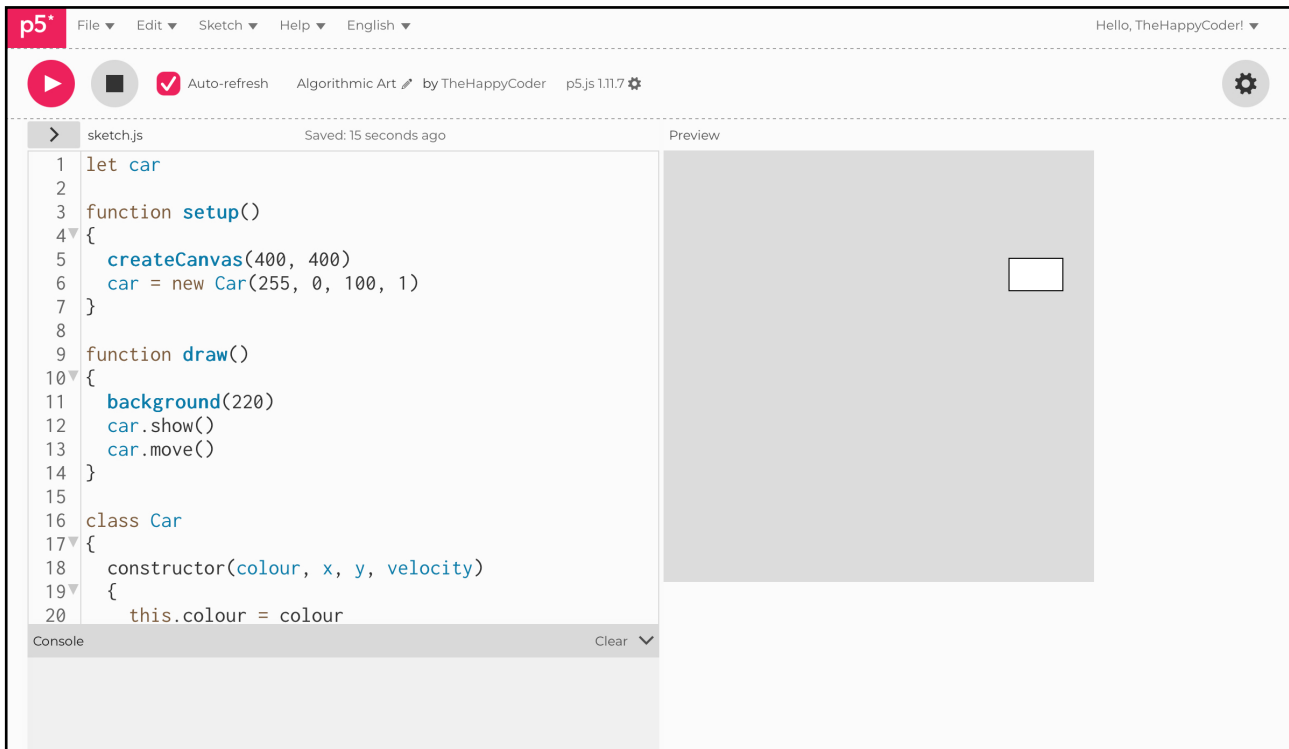 p5* File Edit Sketch Help English Hello, TheHappyCoder!
Auto-refresh Algorithmic Art by TheHappyCoder p5.js 1.11.7
sketch.js Saved: 15 seconds ago Preview
1 let car
2
3 function setup()
4 {
5 createCanvas(400, 400)
6 car = new Car(255, 0, 100, 1)
7 }
8
9 function draw()
10 {
11 background(220)
12 car.show()
13 car.move()
14 }
15
16 class Car
17 {
18 constructor(colour, x, y, velocity)
19 {
20 this.colour = colour
Console Clear